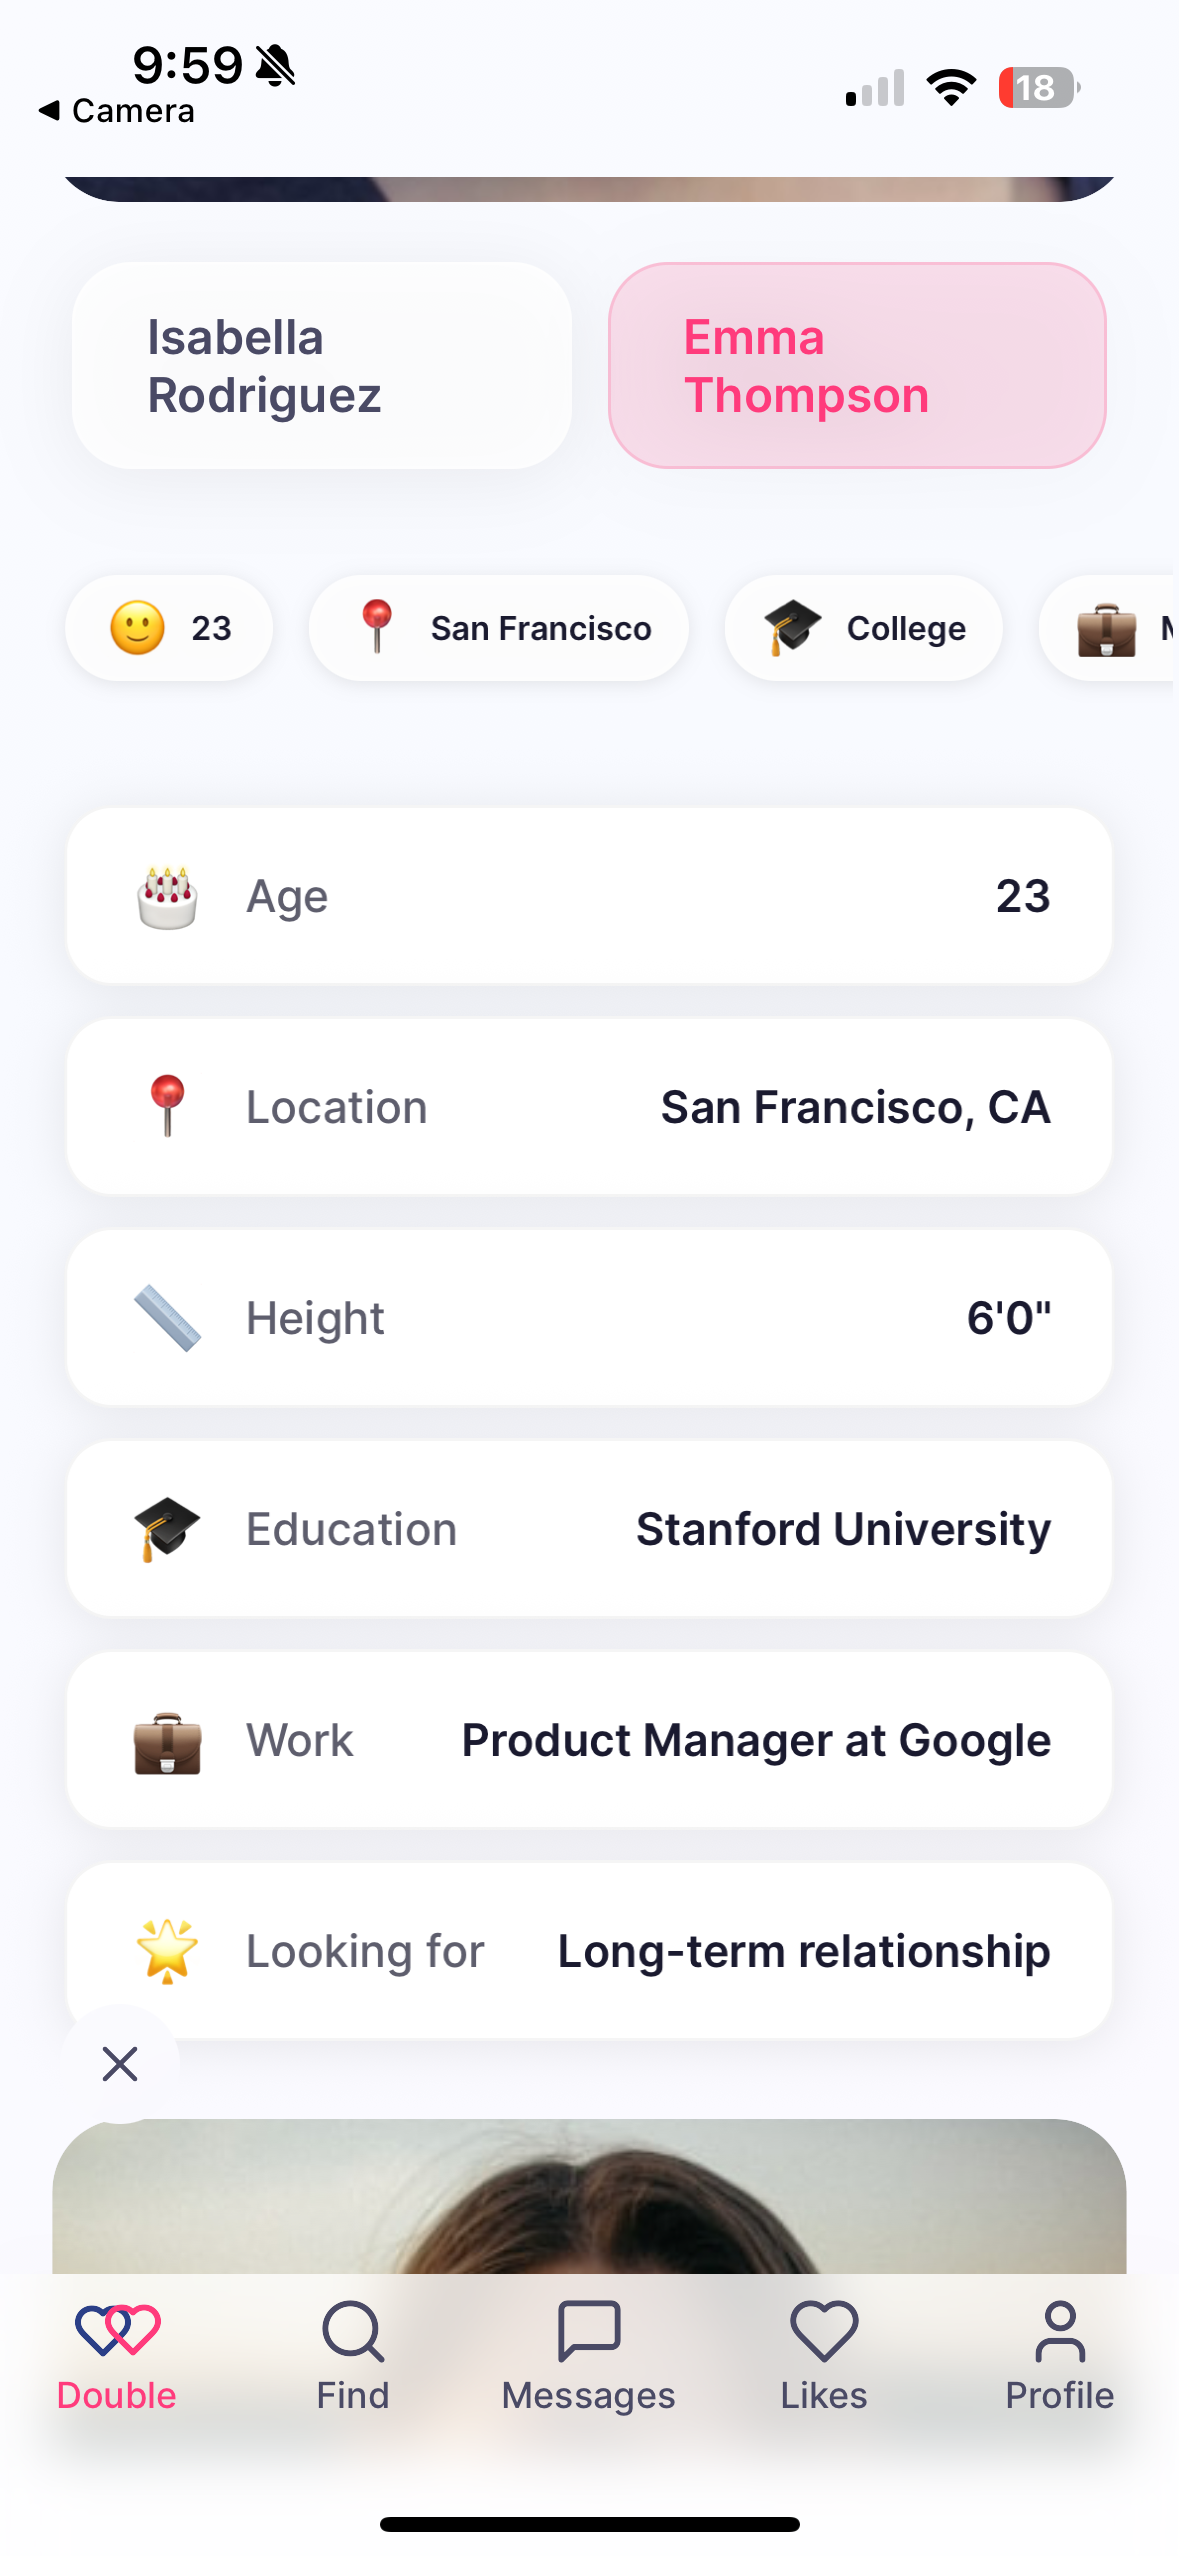 9:59
Camera
18
Isabella
Rodriguez
Emma
Thompson
23
San Francisco
College
Age
23
Location
San Francisco, CA
Height
6'0"
Education
Stanford University
Work
Product Manager at Google
Looking for
Long-term relationship
Double
Find
Messages
Likes
Profile